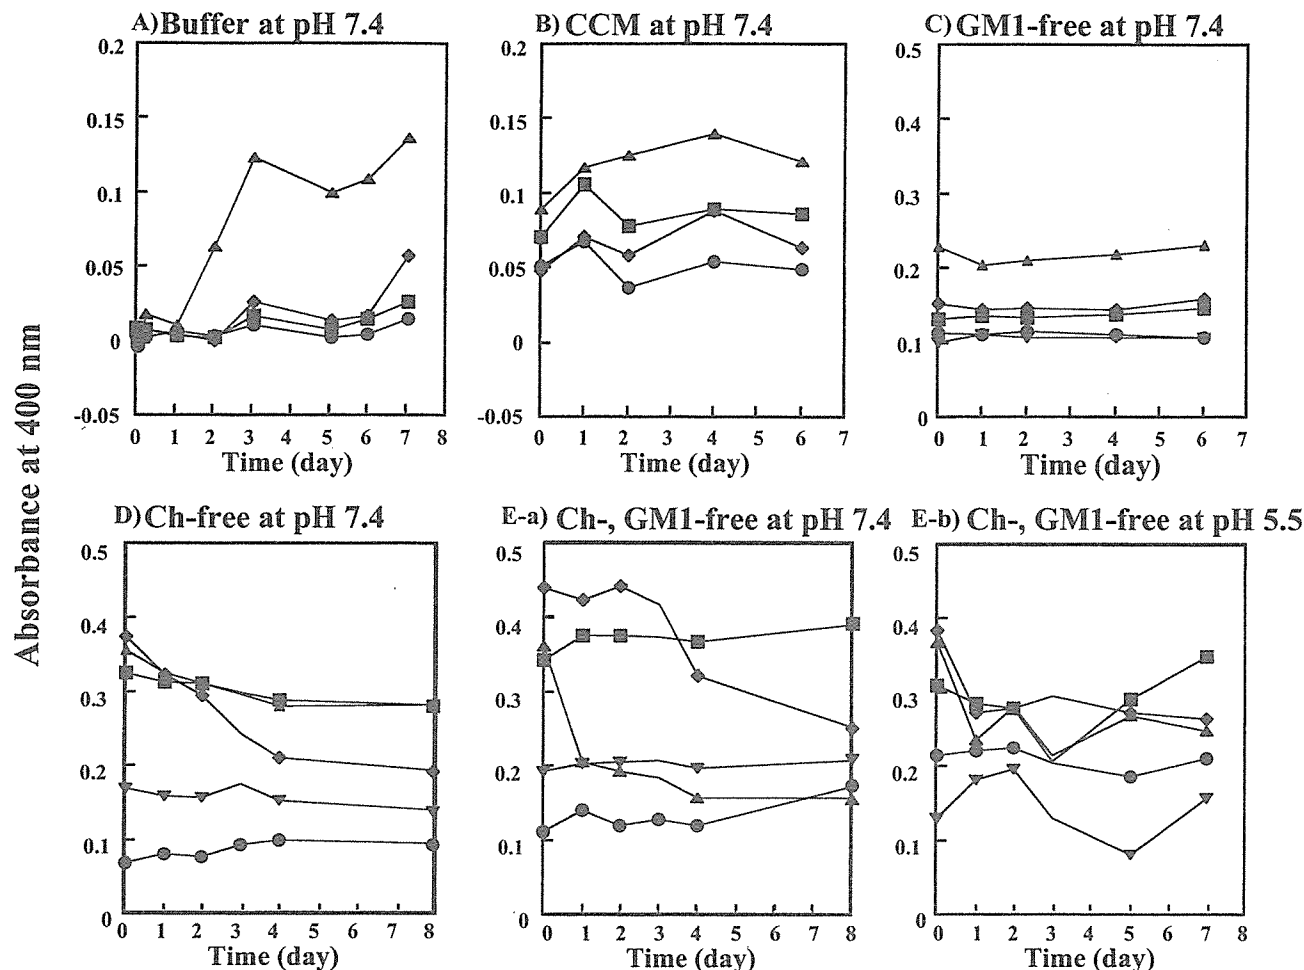 A) Buffer at pH 7.4
0.2
0.15
0.1
0.05
0
-0.05
0 1 2 3 4 5 6 7 8
Time (day)
B) CCM at pH 7.4
0.2
0.15
0.1
0.05
0
-0.05
0 1 2 3 4 5 6 7
Time (day)
C) GM1-free at pH 7.4
0.5
0.4
0.3
0.2
0.1
0
0 1 2 3 4 5 6 7
Time (day)
Absorbance at 400 nm
D) Ch-free at pH 7.4
0.5
0.4
0.3
0.2
0.1
0
0 1 2 3 4 5 6 7 8
Time (day)
E-a) Ch-, GM1-free at pH 7.4
0.5
0.4
0.3
0.2
0.1
0
0 1 2 3 4 5 6 7 8
Time (day)
E-b) Ch-, GM1-free at pH 5.5
0.5
0.4
0.3
0.2
0.1
0
0 1 2 3 4 5 6 7 8
Time (day)